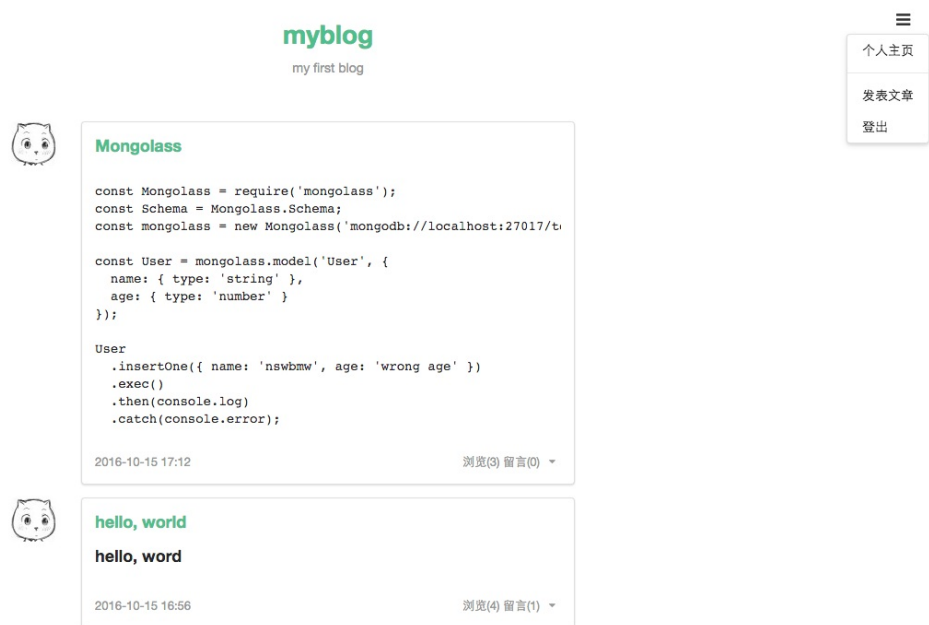 myblog
my first blog
个人主页
发表文章
登出
Mongolass
const Mongolass = require('mongolass');
const Schema = Mongolass.Schema;
const mongolass = new Mongolass('mongodb://localhost:27017/te
const User = mongolass.model('User', {
  name: { type: 'string' },
  age: { type: 'number' }
});
User
  .insertOne({ name: 'nswbmw', age: 'wrong age' })
  .exec()
  .then(console.log)
  .catch(console.error);
2016-10-15 17:12
浏览(3) 留言(0)
hello, world
hello, word
2016-10-15 16:56
浏览(4) 留言(1)